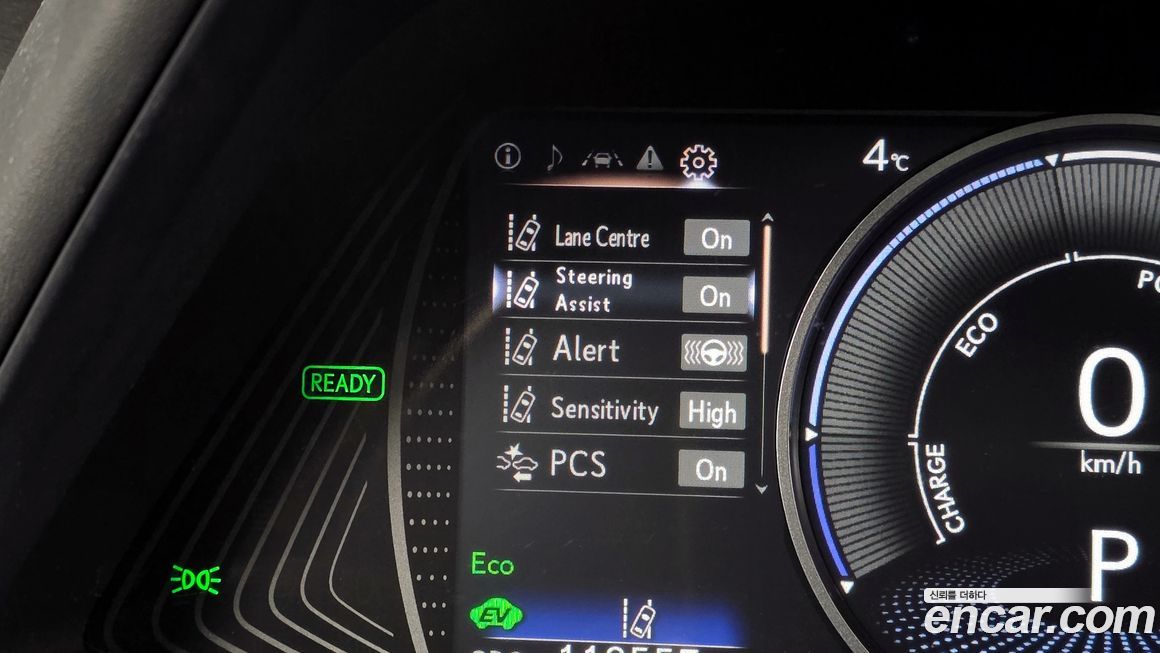 4℃
Lane Centre On
Steering
Assist On
Alert
Sensitivity High
PCS On
READY
ECO
CHARGE
0
km/h
P
Eco
EV
신뢰를 더하다
encar.com